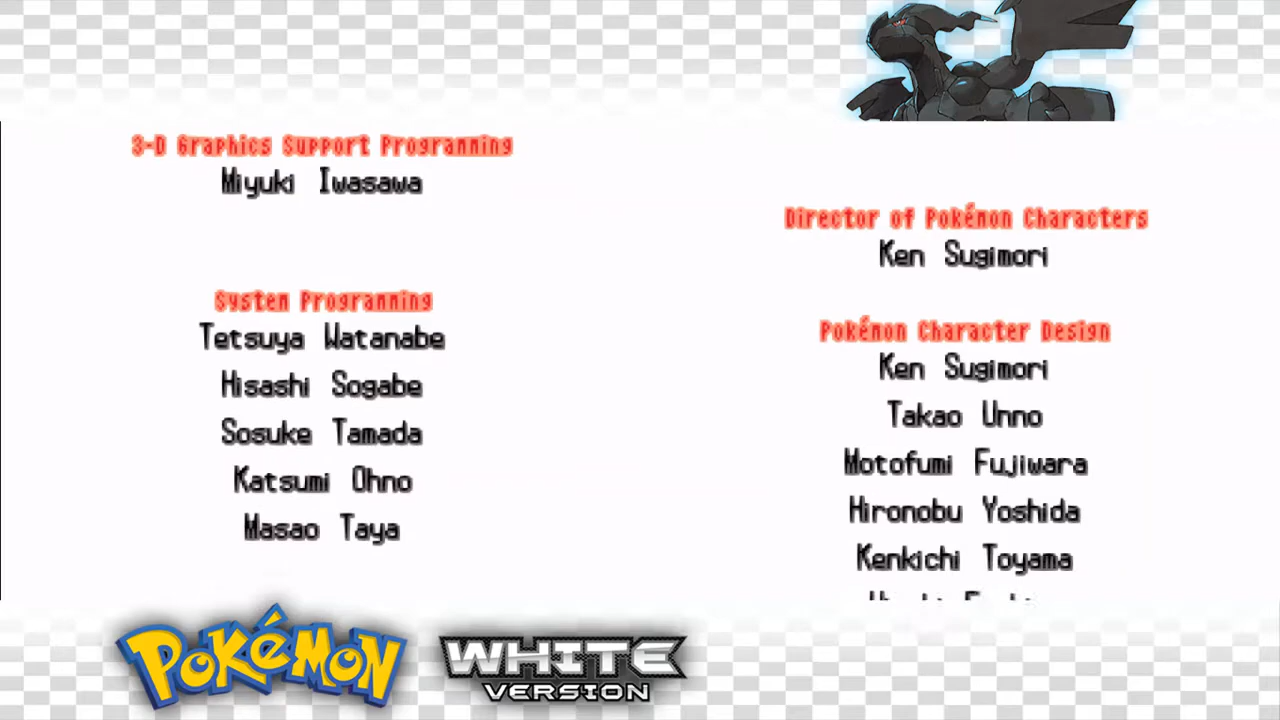 3-D Graphics Support Programming
Miyuki Iwasawa
System Programming
Tetsuya Watanabe
Hisashi Sogabe
Sosuke Tamada
Katsumi Ohno
Masao Taya
Director of Pokémon Characters
Ken Sugimori
Pokémon Character Design
Ken Sugimori
Takao Unno
Motofumi Fujiwara
Hironobu Yoshida
Kenkichi Toyama
POKéMON
WHITE
VERSION